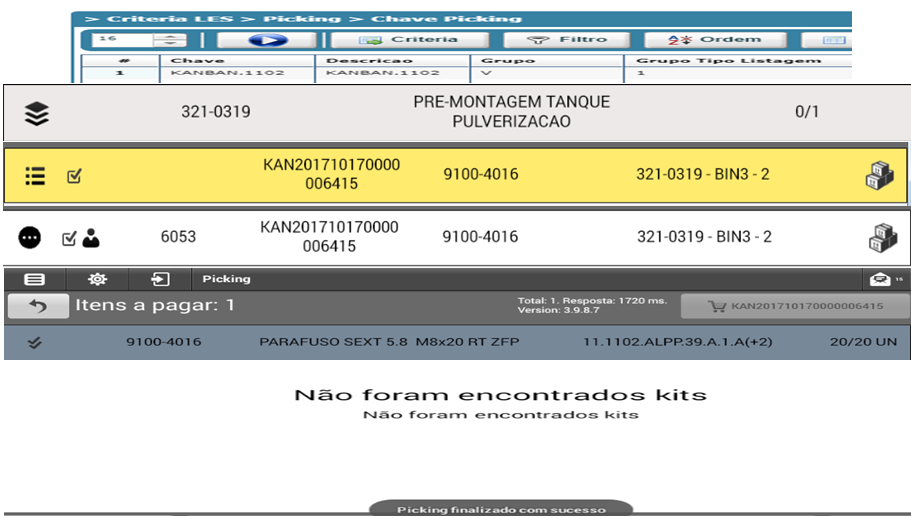 > Criteria LES > Picking > Chave Picking
16 Criteria Filtro Ordem
# Chave Descricao Grupo Grupo Tipo Listagem
1 KANBAN.1102 KANBAN.1102 V 1
321-0319 PRE-MONTAGEM TANQUE PULVERIZACAO 0/1
KAN201710170000006415 9100-4016 321-0319 - BIN3 - 2
6053 KAN201710170000006415 9100-4016 321-0319 - BIN3 - 2
Picking 15
Itens a pagar: 1 Total: 1. Resposta: 1720 ms. KAN201710170000006415
Version: 3.9.8.7
9100-4016 PARAFUSO SEXT 5.8 M8x20 RT ZFP 11.1102.ALPP.39.A.1.A(+2) 20/20 UN
Não foram encontrados kits
Não foram encontrados kits
Picking finalizado com sucesso